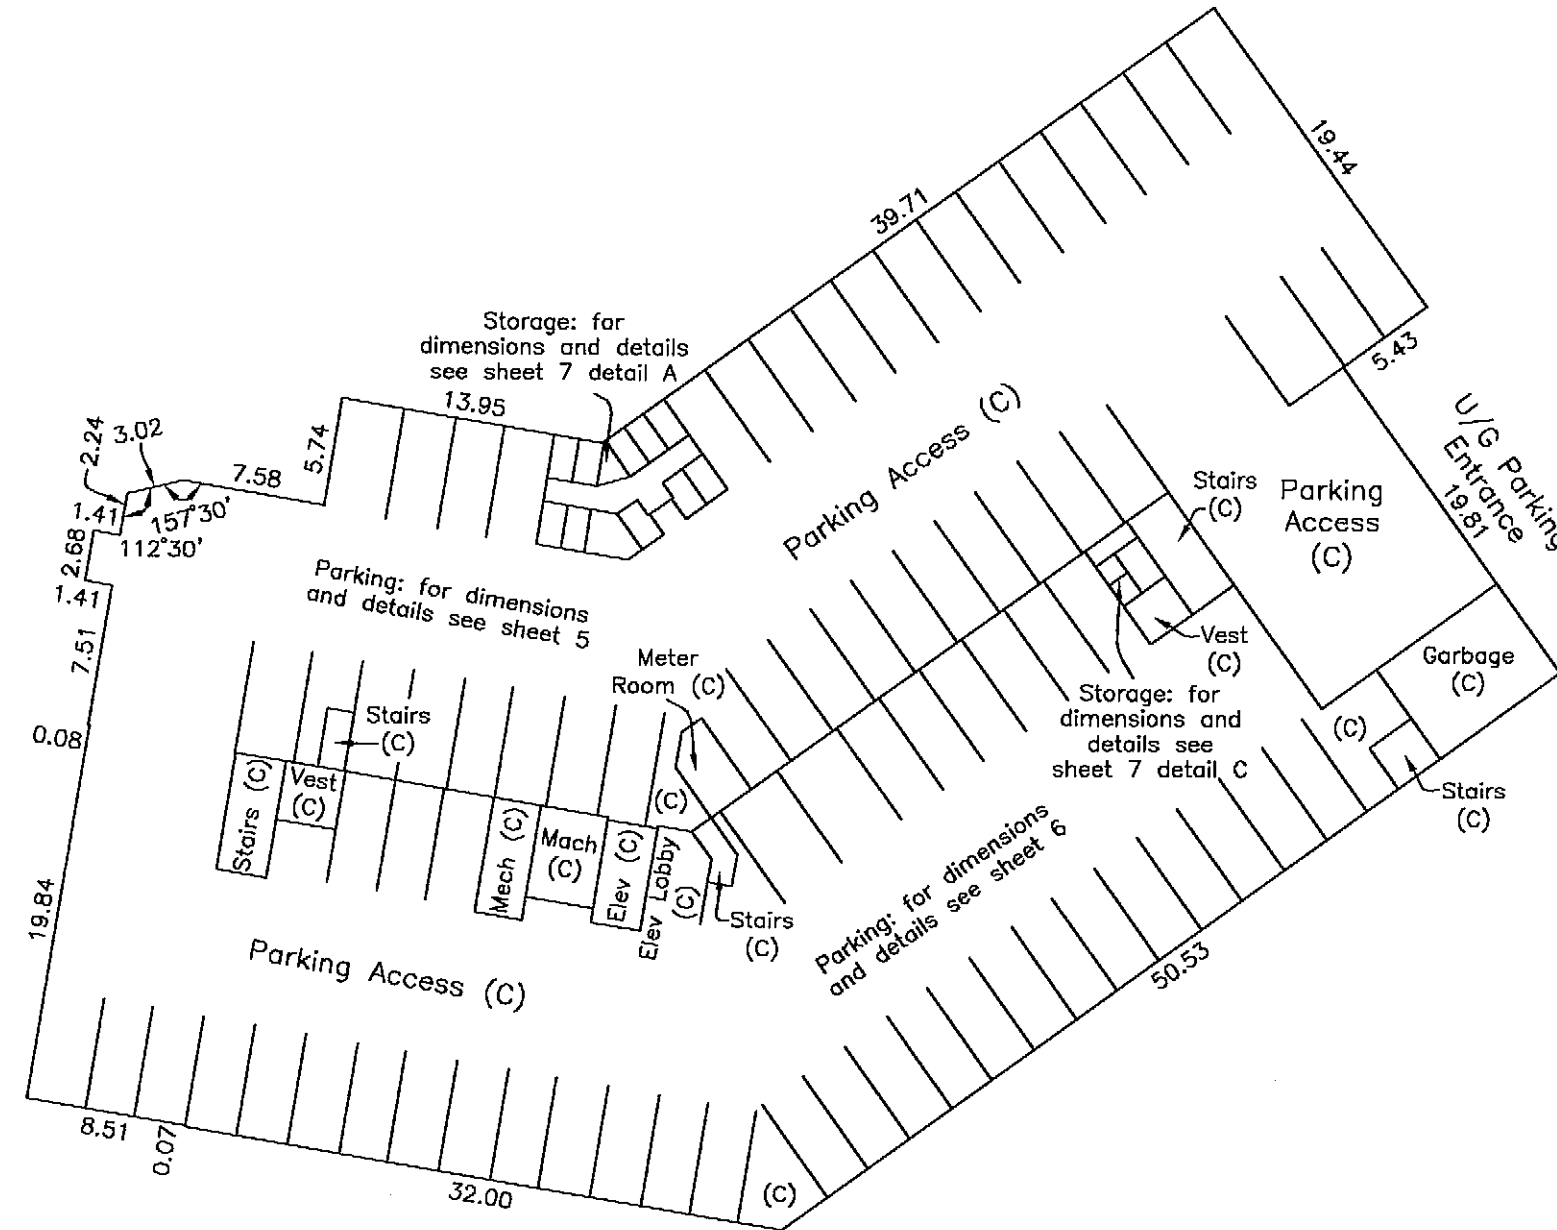 19.44
39.71
Storage: for
dimensions and details
see sheet 7 detail A
5.43
13.95
U/G Parking
Entrance
19.81
2.24
3.02
5.74
7.58
Parking Access (C)
Stairs
(C)
Parking
Access
(C)
1.41
157°30'
112°30'
2.68
1.41
Parking: for dimensions
and details see sheet 5
7.51
Vest
(C)
Meter
Room (C)
Garbage
(C)
Storage: for
dimensions and
details see
sheet 7 detail C
0.08
Stairs
(C)
(C)
Stairs (C)
Vest
(C)
(C)
Stairs
(C)
Mech (C)
Mach
(C)
Elev (C)
Elev Lobby
(C)
Stairs
(C)
Parking: for dimensions
and details see sheet 6
19.84
Parking Access (C)
50.53
8.51
0.07
32.00
(C)